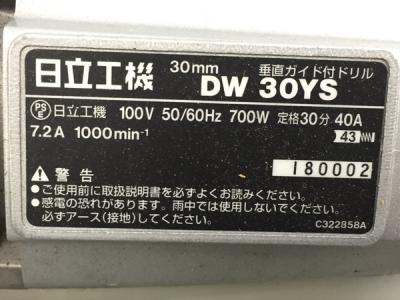 日立工機 30mm 垂直ガイド付ドリル
DW 30YS
PSE 日立工機 100V 50/60Hz 700W 定格30分 40A
7.2A 1000min-1 43
180002
⚠ 警告
●ご使用前に取扱説明書を必ずよくお読みください。
●感電の恐れがあります。雨中では使用しないでください。
必ずアース(接地)してください。
C322858A